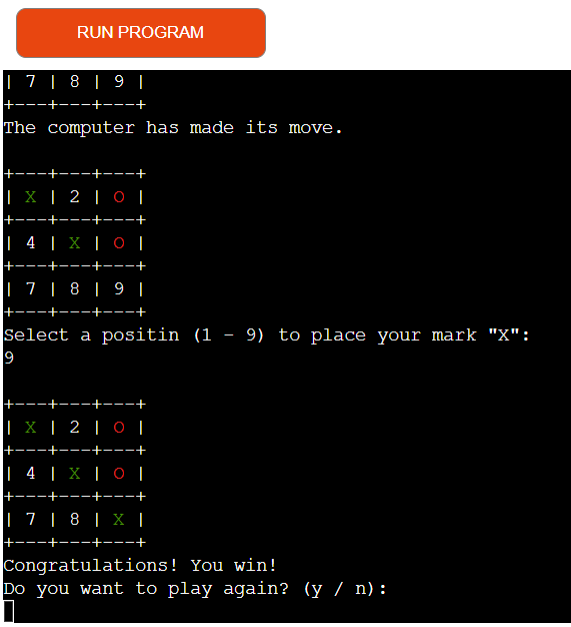 RUN PROGRAM
| 7 | 8 | 9 |
+---+---+---+
The computer has made its move.
+---+---+---+
| X | 2 | O |
+---+---+---+
| 4 | X | O |
+---+---+---+
| 7 | 8 | 9 |
+---+---+---+
Select a positin (1 - 9) to place your mark "X":
9
+---+---+---+
| X | 2 | O |
+---+---+---+
| 4 | X | O |
+---+---+---+
| 7 | 8 | X |
+---+---+---+
Congratulations! You win!
Do you want to play again? (y / n):